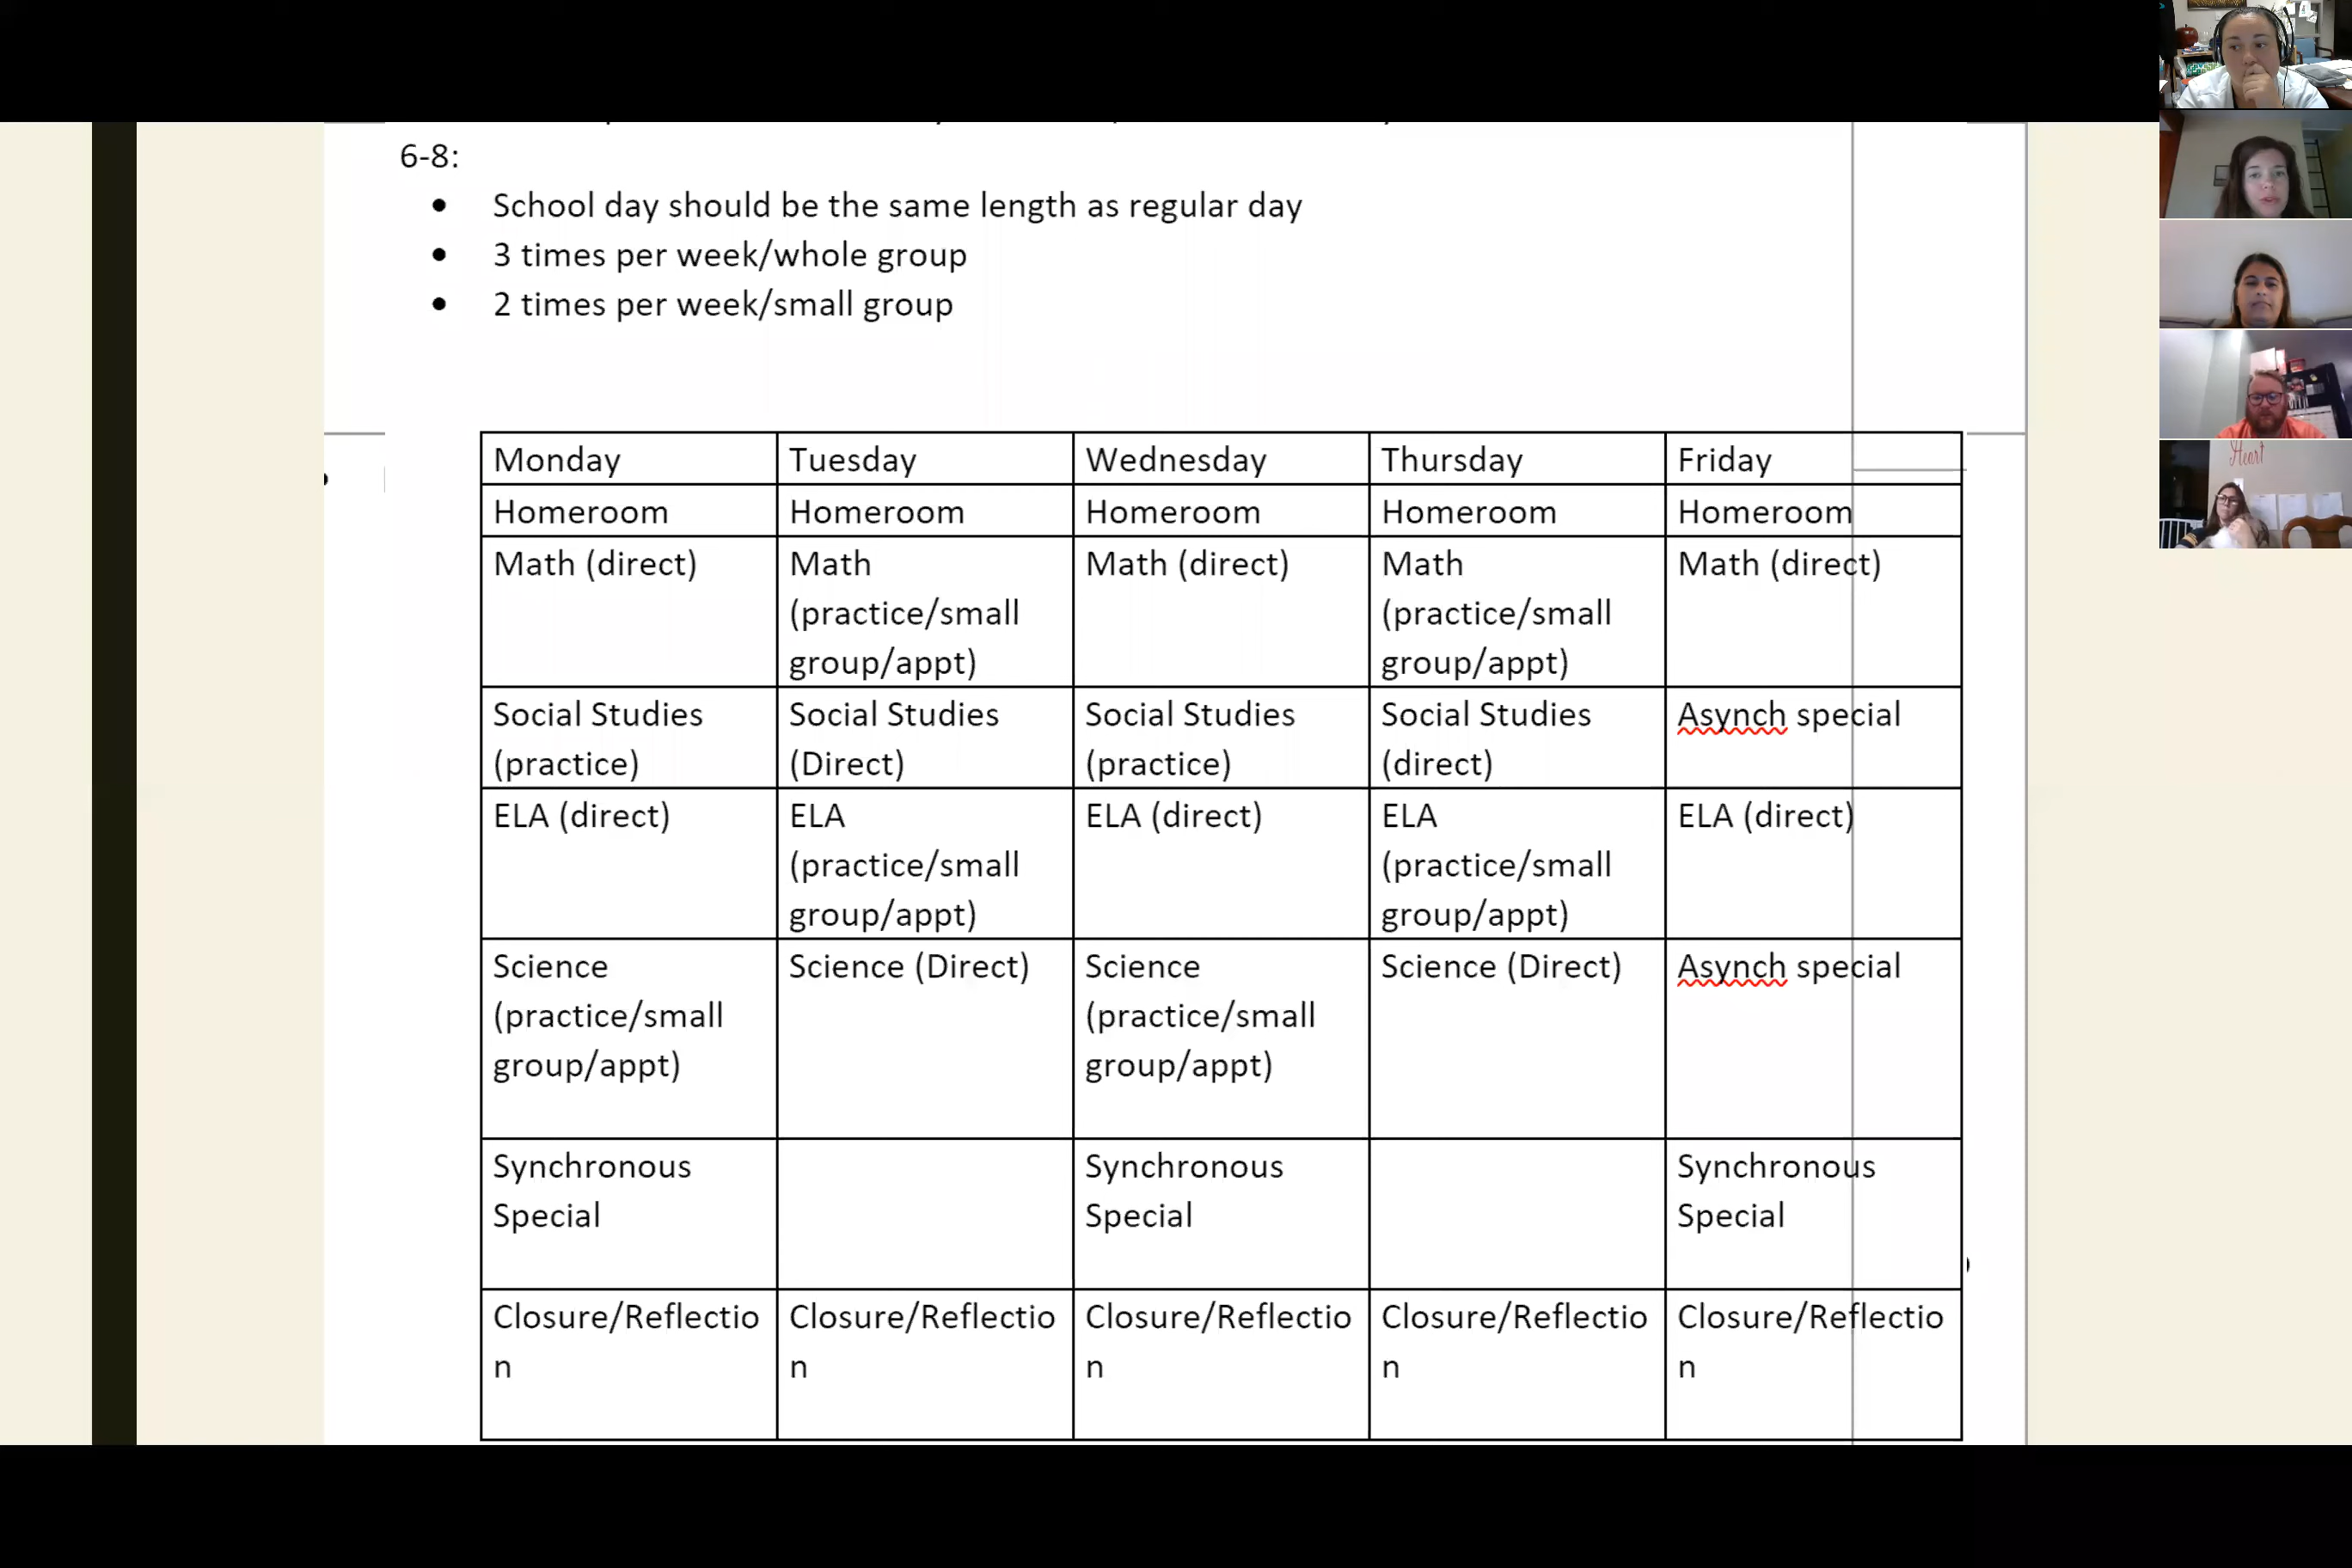 6-8:
• School day should be the same length as regular day
• 3 times per week/whole group
• 2 times per week/small group
Monday Tuesday Wednesday Thursday Friday
Homeroom Homeroom Homeroom Homeroom Homeroom
Math (direct) Math Math (direct) Math Math (direct)
(practice/small (practice/small
group/appt) group/appt)
Social Studies Social Studies Social Studies Social Studies Asynch special
(practice) (Direct) (practice) (direct)
ELA (direct) ELA ELA (direct) ELA ELA (direct)
(practice/small (practice/small
group/appt) group/appt)
Science Science (Direct) Science Science (Direct) Asynch special
(practice/small (practice/small
group/appt) group/appt)
Synchronous Synchronous Synchronous
Special Special Special
Closure/Reflectio Closure/Reflectio Closure/Reflectio Closure/Reflectio Closure/Reflectio
n n n n n
Heart